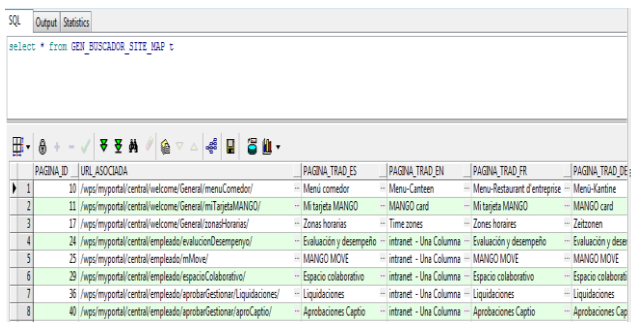 SQL Output Statistics
select * from GEN_BUSCADOR_SITE_MAP t
PAGINA_ID URL_ASOCIADA PAGINA_TRAD_ES PAGINA_TRAD_EN PAGINA_TRAD_FR PAGINA_TRAD_DE
1 10 /wps/myportal/central/welcome/General/menuComedor/ ··· Menú comedor ··· Menu-Canteen ··· Menu-Restaurant d'entreprise ··· Menü-Kantine
2 11 /wps/myportal/central/welcome/General/miTarjetaMANGO/ ··· Mi tarjeta MANGO ··· MANGO card ··· Mi tarjeta MANGO ··· MANGO card
3 17 /wps/myportal/central/welcome/General/zonasHorarias/ ··· Zonas horarias ··· Time zones ··· Zones horaires ··· Zeitzonen
4 24 /wps/myportal/central/empleado/evalucionDesempenyo/ ··· Evaluación y desempeño ··· intranet - Una Columna ··· Evaluación y desempeño ··· Evaluación y desem
5 25 /wps/myportal/central/empleado/mMove/ ··· MANGO MOVE ··· intranet - Una Columna ··· MANGO MOVE ··· MANGO MOVE
6 29 /wps/myportal/central/empleado/espacioColaborativo/ ··· Espacio colaborativo ··· intranet - Una Columna ··· Espacio colaborativo ··· Espacio colaborati
7 36 /wps/myportal/central/empleado/aprobarGestionar/Liquidaciones/ ··· Liquidaciones ··· intranet - Una Columna ··· Liquidaciones ··· Liquidaciones
8 40 /wps/myportal/central/empleado/aprobarGestionar/aproCaptio/ ··· Aprobaciones Captio ··· intranet - Una Columna ··· Aprobaciones Captio ··· Aprobaciones Cap